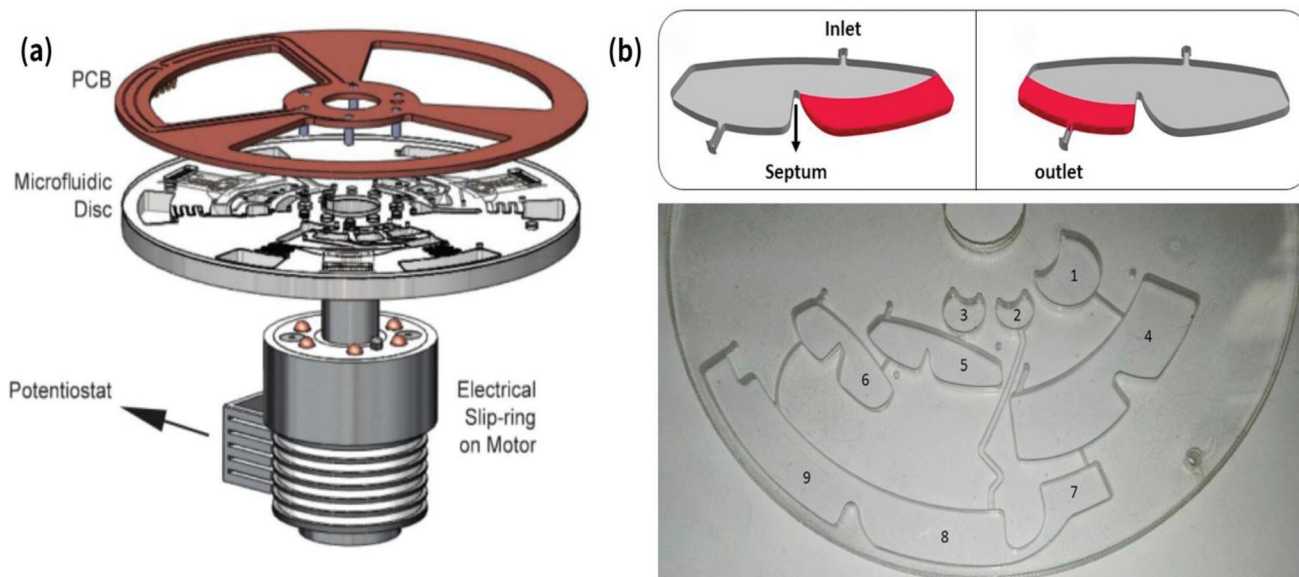 (a)
PCB
Microfluidic
Disc
Potentiostat
Electrical
Slip-ring
on Motor
(b)
Inlet
Septum
outlet
1
2
3
4
5
6
7
8
9